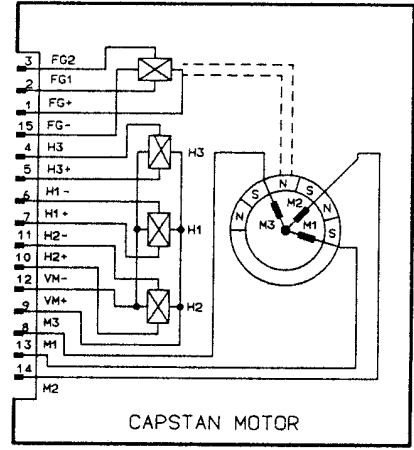 3 FG2
2 FG1
1 FG+
15 FG-
4 H3
5 H3+
6 H1-
7 H1+
11 H2-
10 H2+
12 VM-
9 VM+
8 M3
13 M1
14 M2
H3
H1
H2
N
S
S
M2
N
N
M3
M1
S
S
CAPSTAN MOTOR